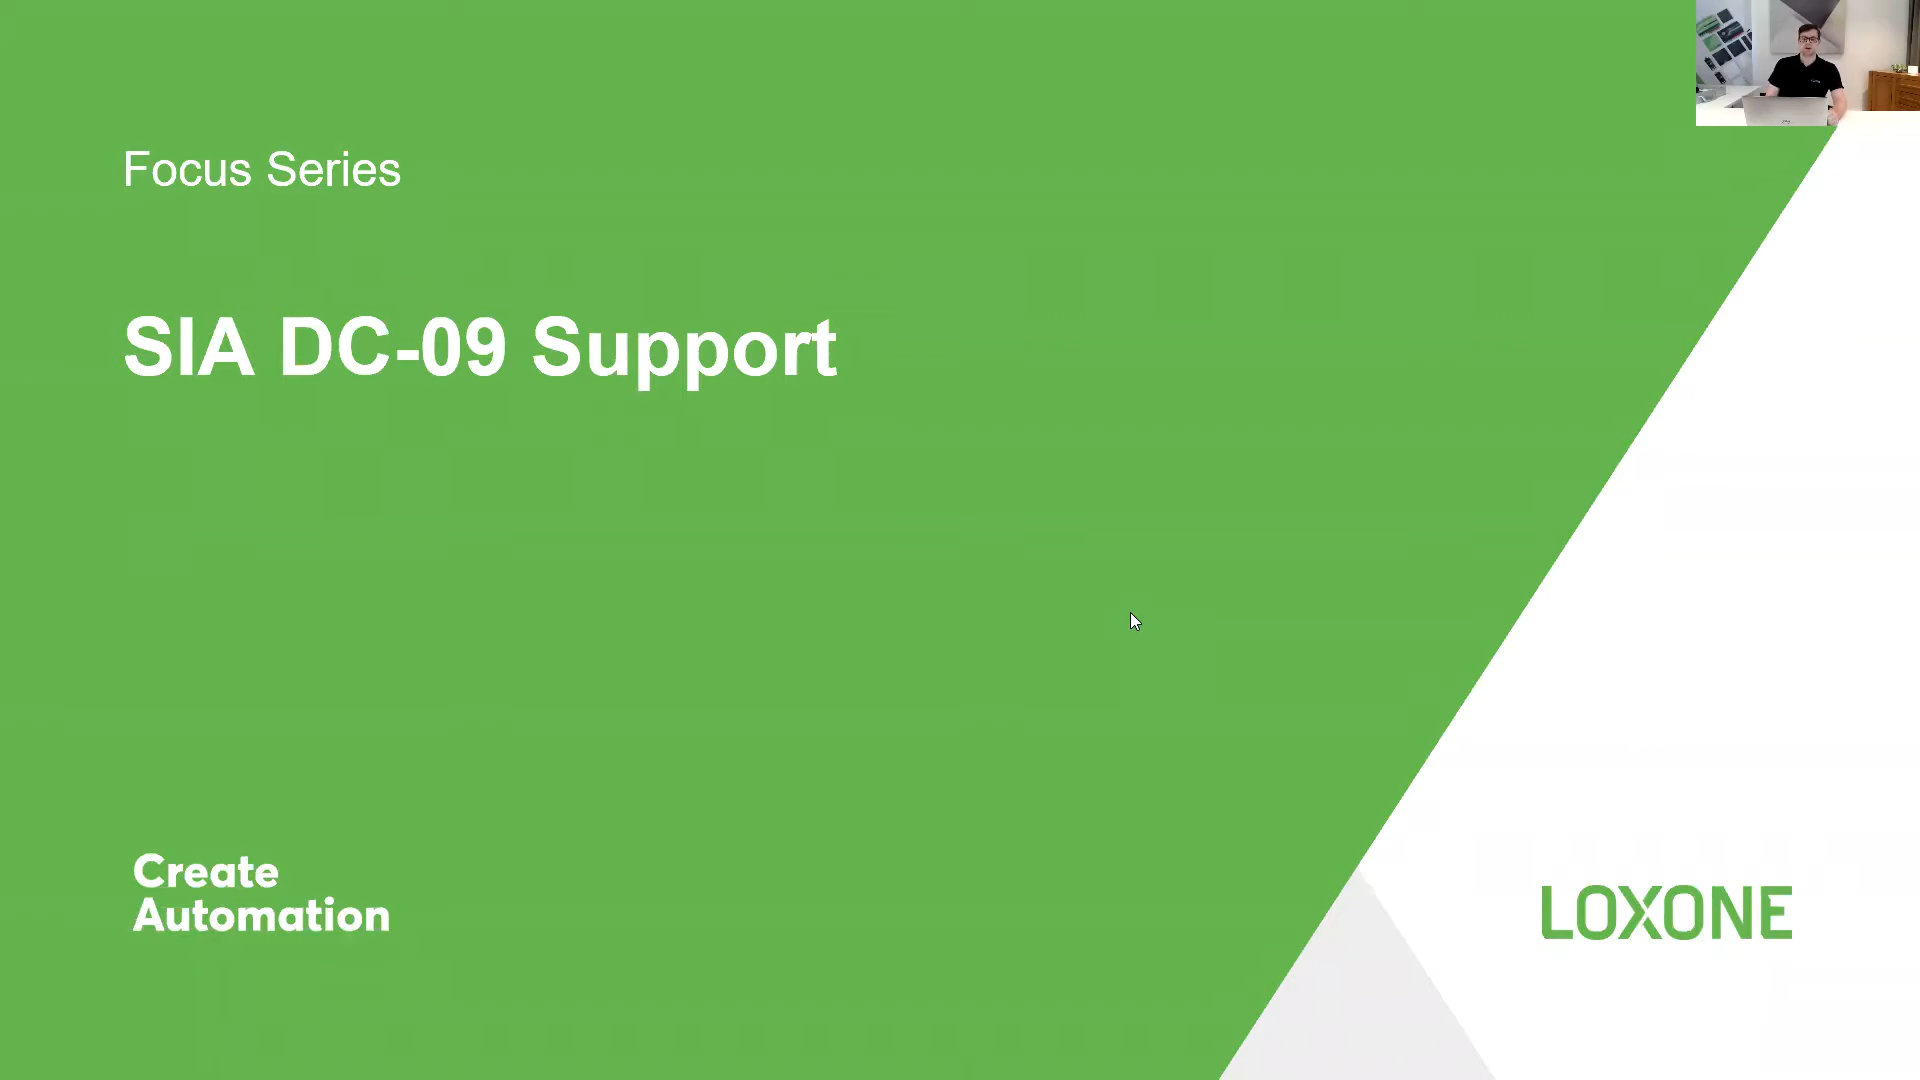 Focus Series
SIA DC-09 Support
Create
Automation
LOXONE